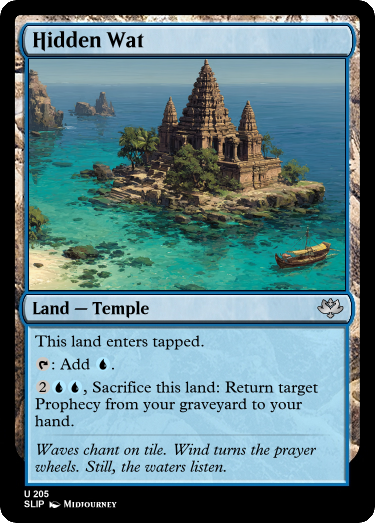 Hidden Wat
Land — Temple
This land enters tapped.
: Add .
2, Sacrifice this land: Return target
Prophecy from your graveyard to your
hand.
Waves chant on tile. Wind turns the prayer
wheels. Still, the waters listen.
U 205
SLIP Midjourney